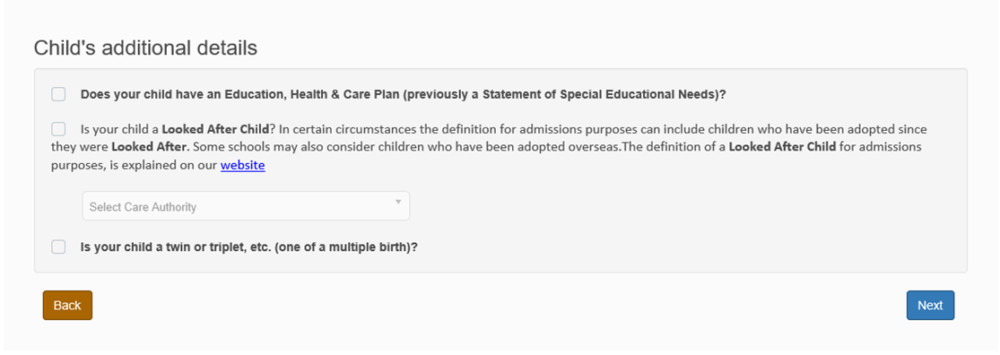 Child's additional details
Does your child have an Education, Health & Care Plan (previously a Statement of Special Educational Needs)?
Is your child a Looked After Child? In certain circumstances the definition for admissions purposes can include children who have been adopted since
they were Looked After. Some schools may also consider children who have been adopted overseas.The definition of a Looked After Child for admissions
purposes, is explained on our website
Select Care Authority
Is your child a twin or triplet, etc. (one of a multiple birth)?
Back
Next